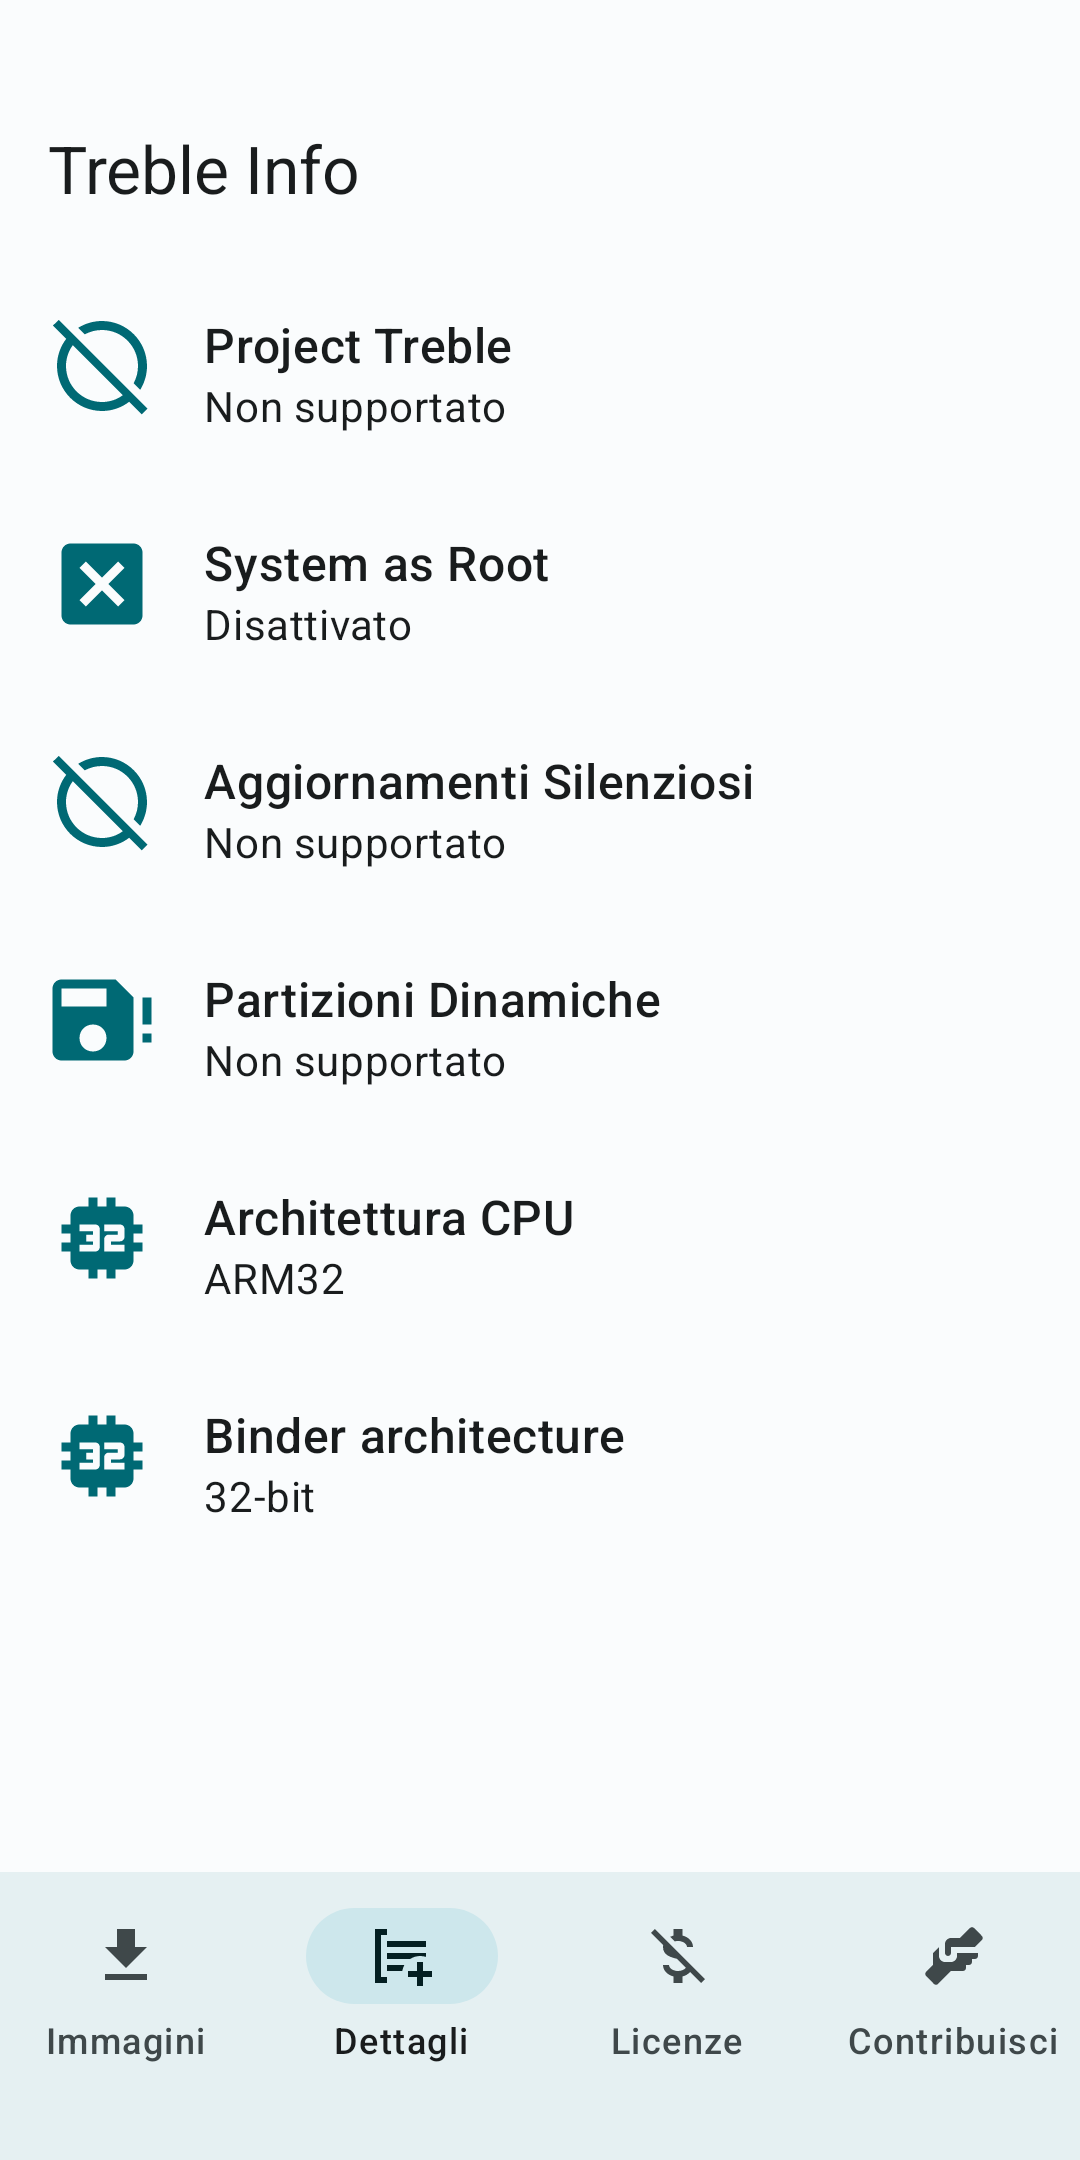 Treble Info
Project Treble
Non supportato
System as Root
Disattivato
Aggiornamenti Silenziosi
Non supportato
Partizioni Dinamiche
Non supportato
32
Architettura CPU
ARM32
32
Binder architecture
32-bit
Immagini
Dettagli
Licenze
Contribuisci